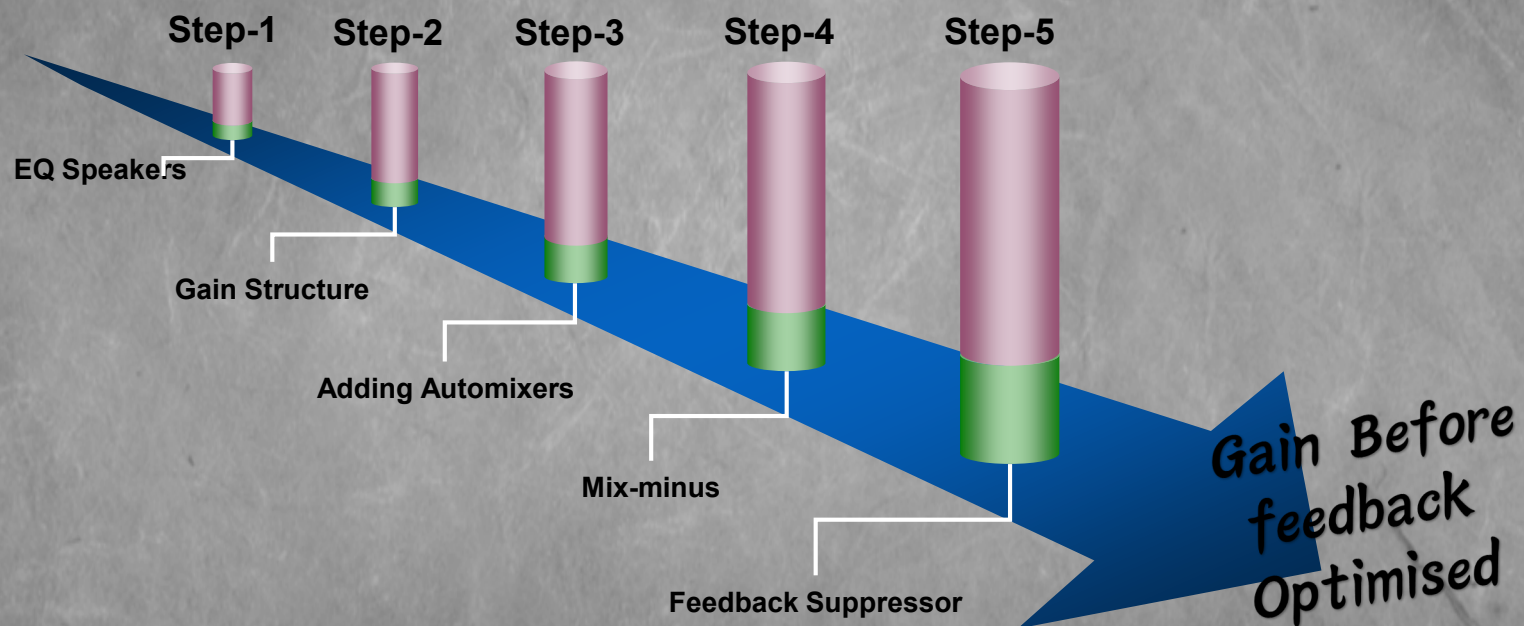 Step-1
Step-2
Step-3
Step-4
Step-5
EQ Speakers
Gain Structure
Adding Automixers
Mix-minus
Feedback Suppressor
Gain Before
feedback
Optimised